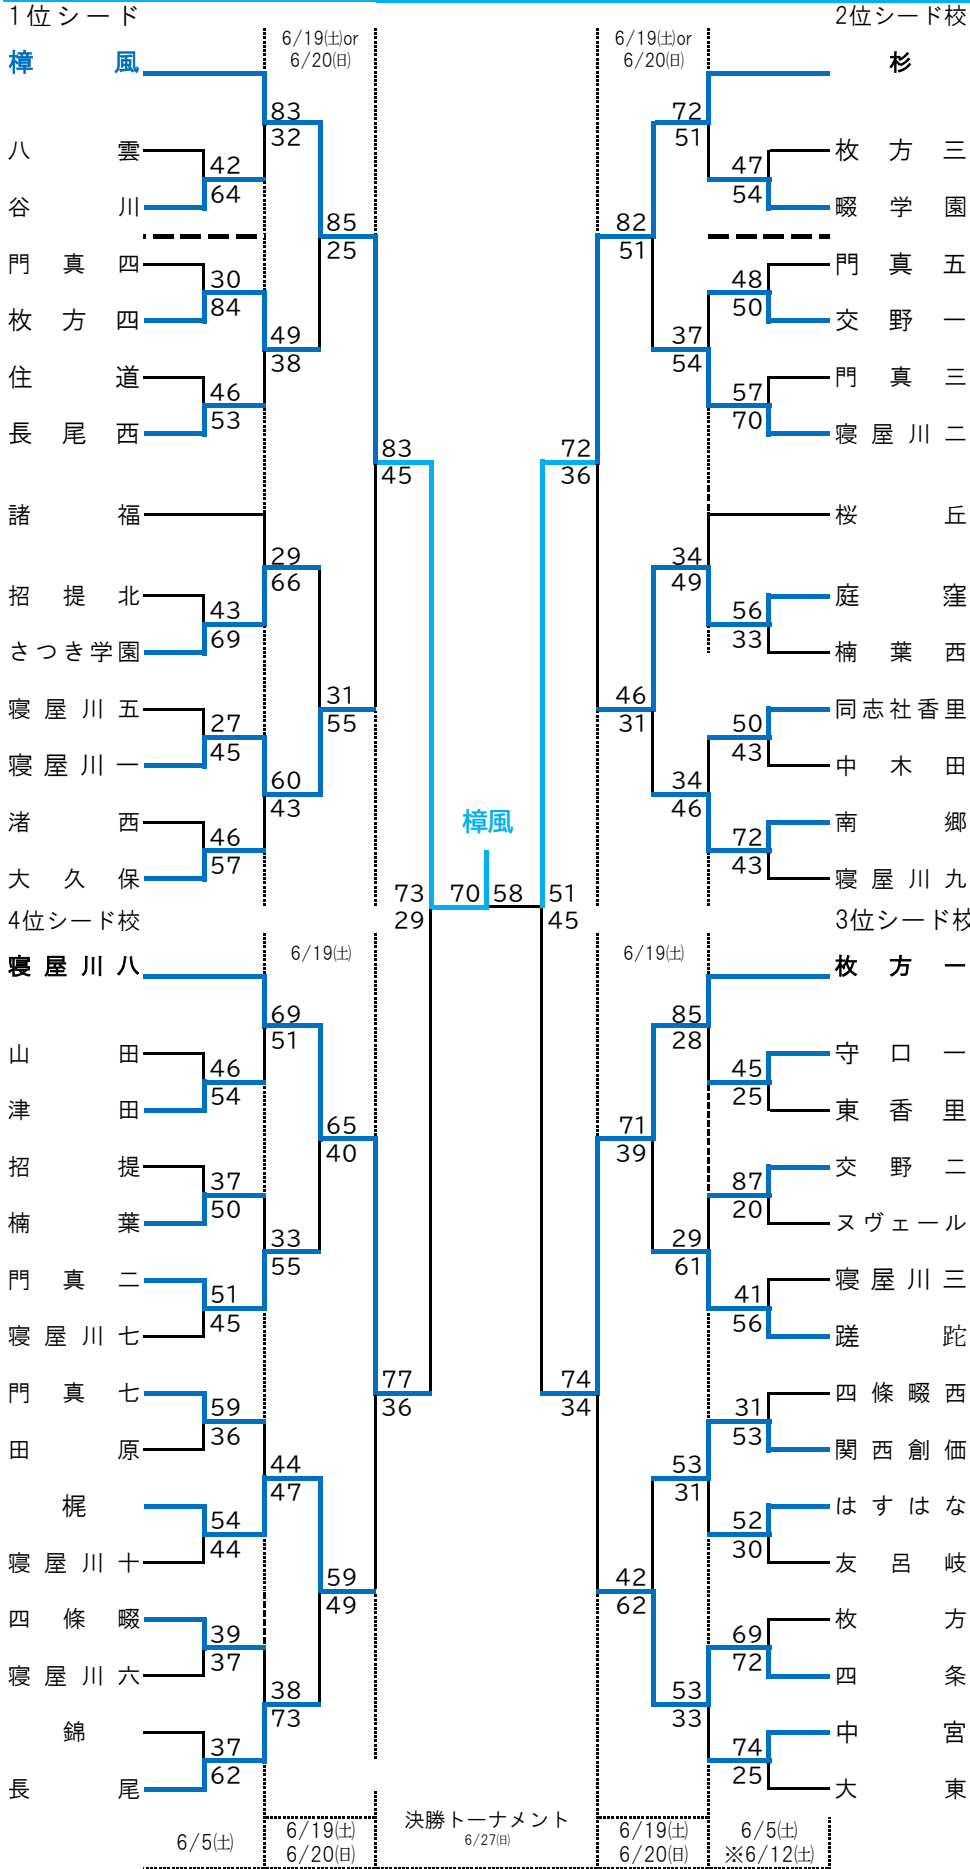 1位シード
2位シード校
6/19(土)or
6/20(日)
6/19(土)or
6/20(日)
樟風
杉
83
32
72
51
八雲
42
64
谷川
枚方三
47
54
畷学園
85
25
82
51
門真四
30
84
枚方四
門真五
48
50
交野一
49
38
37
54
住道
46
53
長尾西
門真三
57
70
寝屋川二
83
45
72
36
諸福
桜丘
29
66
34
49
招提北
43
69
さつき学園
庭窪
56
33
楠葉西
31
55
46
31
寝屋川五
27
45
寝屋川一
同志社香里
50
43
中木田
60
43
34
46
渚西
46
57
大久保
南郷
72
43
寝屋川九
樟風
73
29
70 58
51
45
4位シード校
3位シード校
6/19(土)
6/19(土)
寝屋川八
枚方一
69
51
85
28
山田
46
54
津田
守口一
45
25
東香里
65
40
71
39
招提
37
50
楠葉
交野二
87
20
ヌヴェール
33
55
29
61
門真二
51
45
寝屋川七
寝屋川三
41
56
蹉跎
77
36
74
34
門真七
59
36
田原
四條畷西
31
53
関西創価
44
47
53
31
梶
54
44
寝屋川十
はすはな
52
30
友呂岐
59
49
42
62
四條畷
39
37
寝屋川六
枚方
69
72
四条
38
73
53
33
錦
37
62
長尾
中宮
74
25
大東
6/5(土)
6/19(土)
6/20(日)
決勝トーナメント
6/27(日)
6/19(土)
6/20(日)
6/5(土)
※6/12(土)